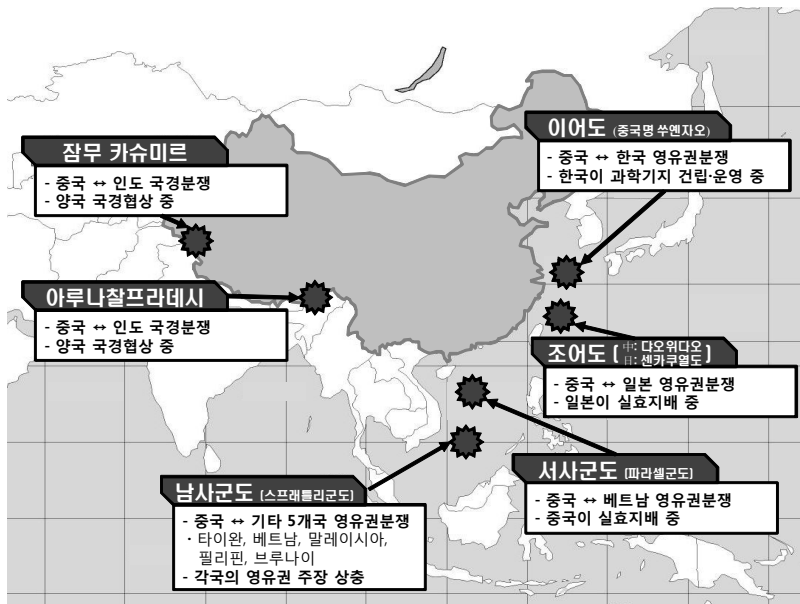 잠무 카슈미르
- 중국 ↔ 인도 국경분쟁
- 양국 국경협상 중
이어도 (중국명 쑤옌자오)
- 중국 ↔ 한국 영유권분쟁
- 한국이 과학기지 건립·운영 중
아루나찰프라데시
- 중국 ↔ 인도 국경분쟁
- 양국 국경협상 중
조어도 [ 中: 다오위다오
日: 센카쿠열도 ]
- 중국 ↔ 일본 영유권분쟁
- 일본이 실효지배 중
서사군도 (파라셀군도)
- 중국 ↔ 베트남 영유권분쟁
- 중국이 실효지배 중
남사군도 (스프래틀리군도)
- 중국 ↔ 기타 5개국 영유권분쟁
· 타이완, 베트남, 말레이시아,
필리핀, 브루나이
- 각국의 영유권 주장 상충